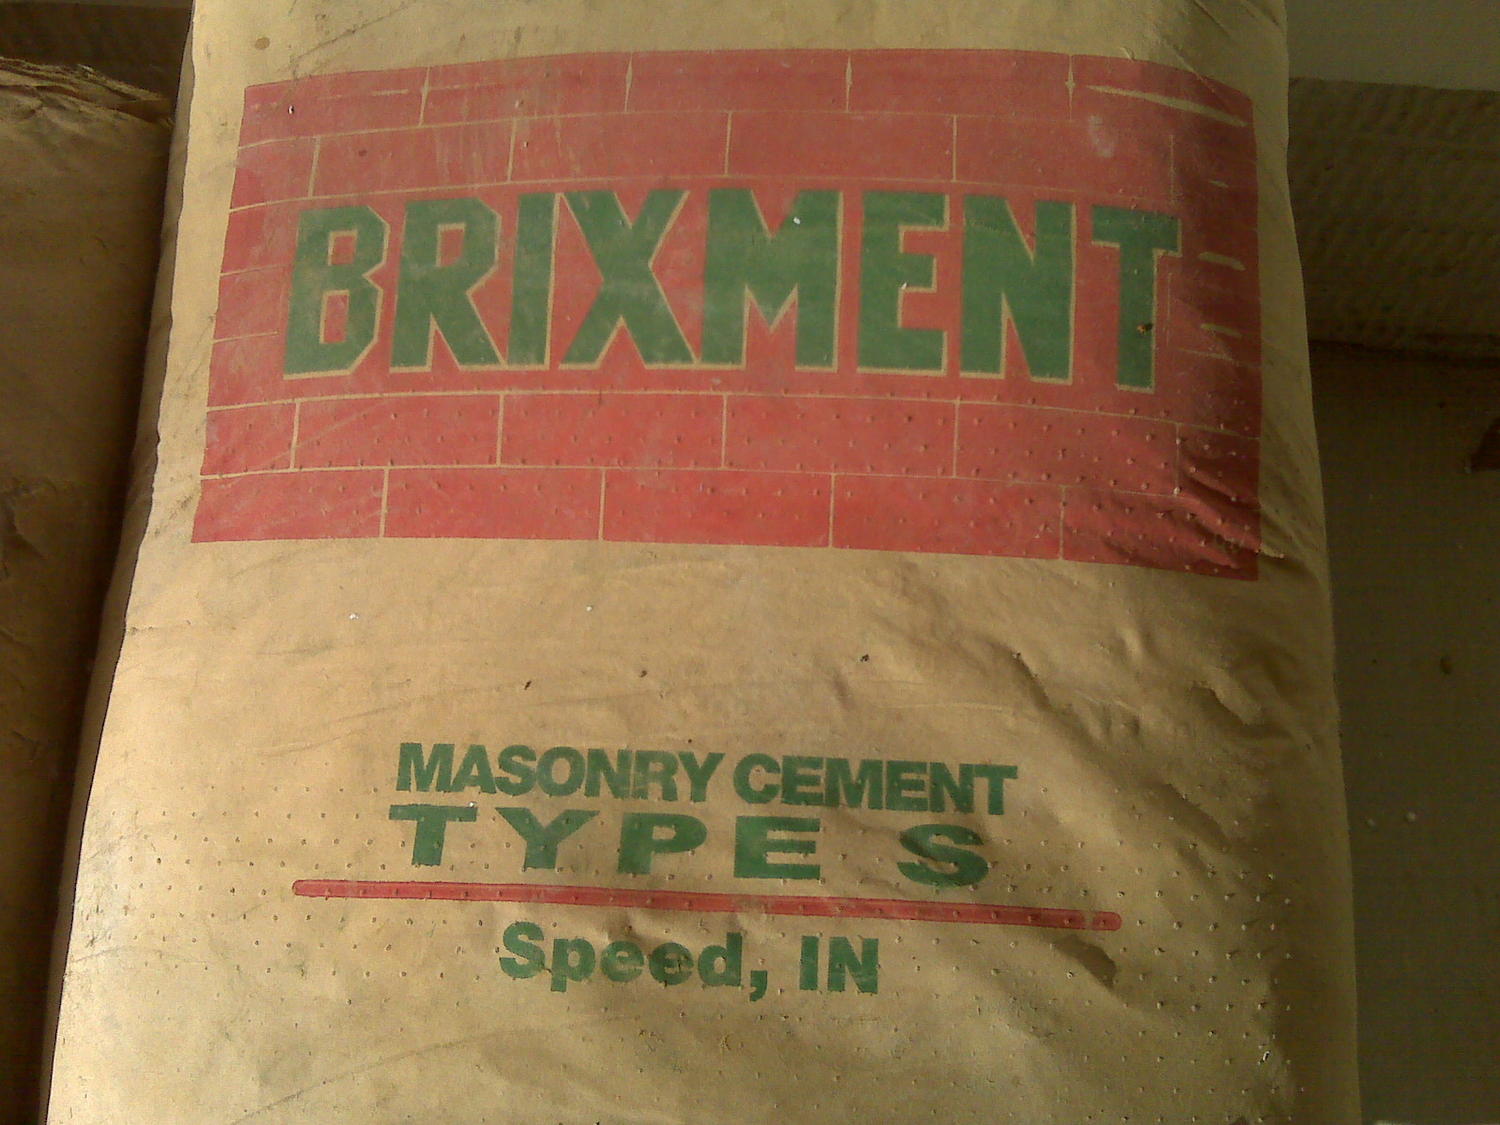 BRIXMENT
MASONRY CEMENT
TYPE S
Speed, IN